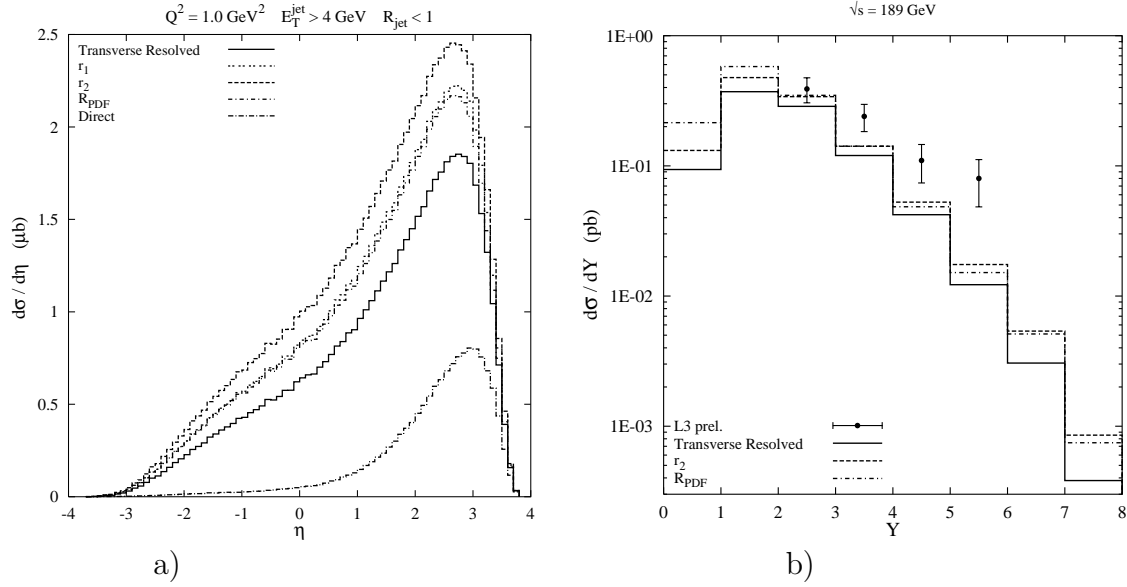 Q² = 1.0 GeV² E_T^jet > 4 GeV R_jet < 1
Transverse Resolved
r₁
r₂
R_PDF
Direct
2.5
2
1.5
1
0.5
0
dσ / dη (μb)
-4 -3 -2 -1 0 1 2 3 4
η
a)
√s = 189 GeV
1E+00
1E-01
1E-02
1E-03
dσ / dY (pb)
L3 prel.
Transverse Resolved
r₂
R_PDF
0 1 2 3 4 5 6 7 8
Y
b)